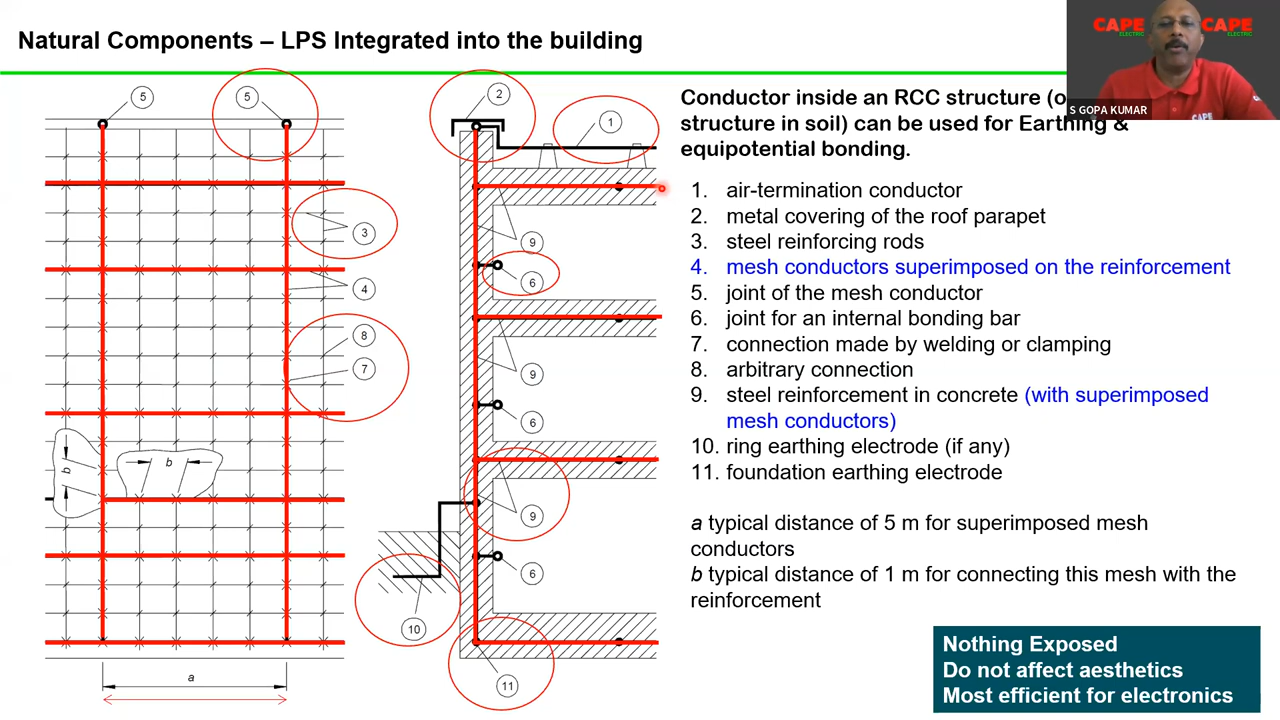 Natural Components – LPS Integrated into the building
CAPE
ELECTRIC
CAPE
ELECTRIC
CAPE
S GOPA KUMAR
5
5
3
4
8
7
b
b
a
2
1
9
6
9
6
9
6
10
11
Conductor inside an RCC structure (o
structure in soil) can be used for Earthing &
equipotential bonding.
1. air-termination conductor
2. metal covering of the roof parapet
3. steel reinforcing rods
4. mesh conductors superimposed on the reinforcement
5. joint of the mesh conductor
6. joint for an internal bonding bar
7. connection made by welding or clamping
8. arbitrary connection
9. steel reinforcement in concrete (with superimposed
mesh conductors)
10. ring earthing electrode (if any)
11. foundation earthing electrode
a typical distance of 5 m for superimposed mesh
conductors
b typical distance of 1 m for connecting this mesh with the
reinforcement
Nothing Exposed
Do not affect aesthetics
Most efficient for electronics